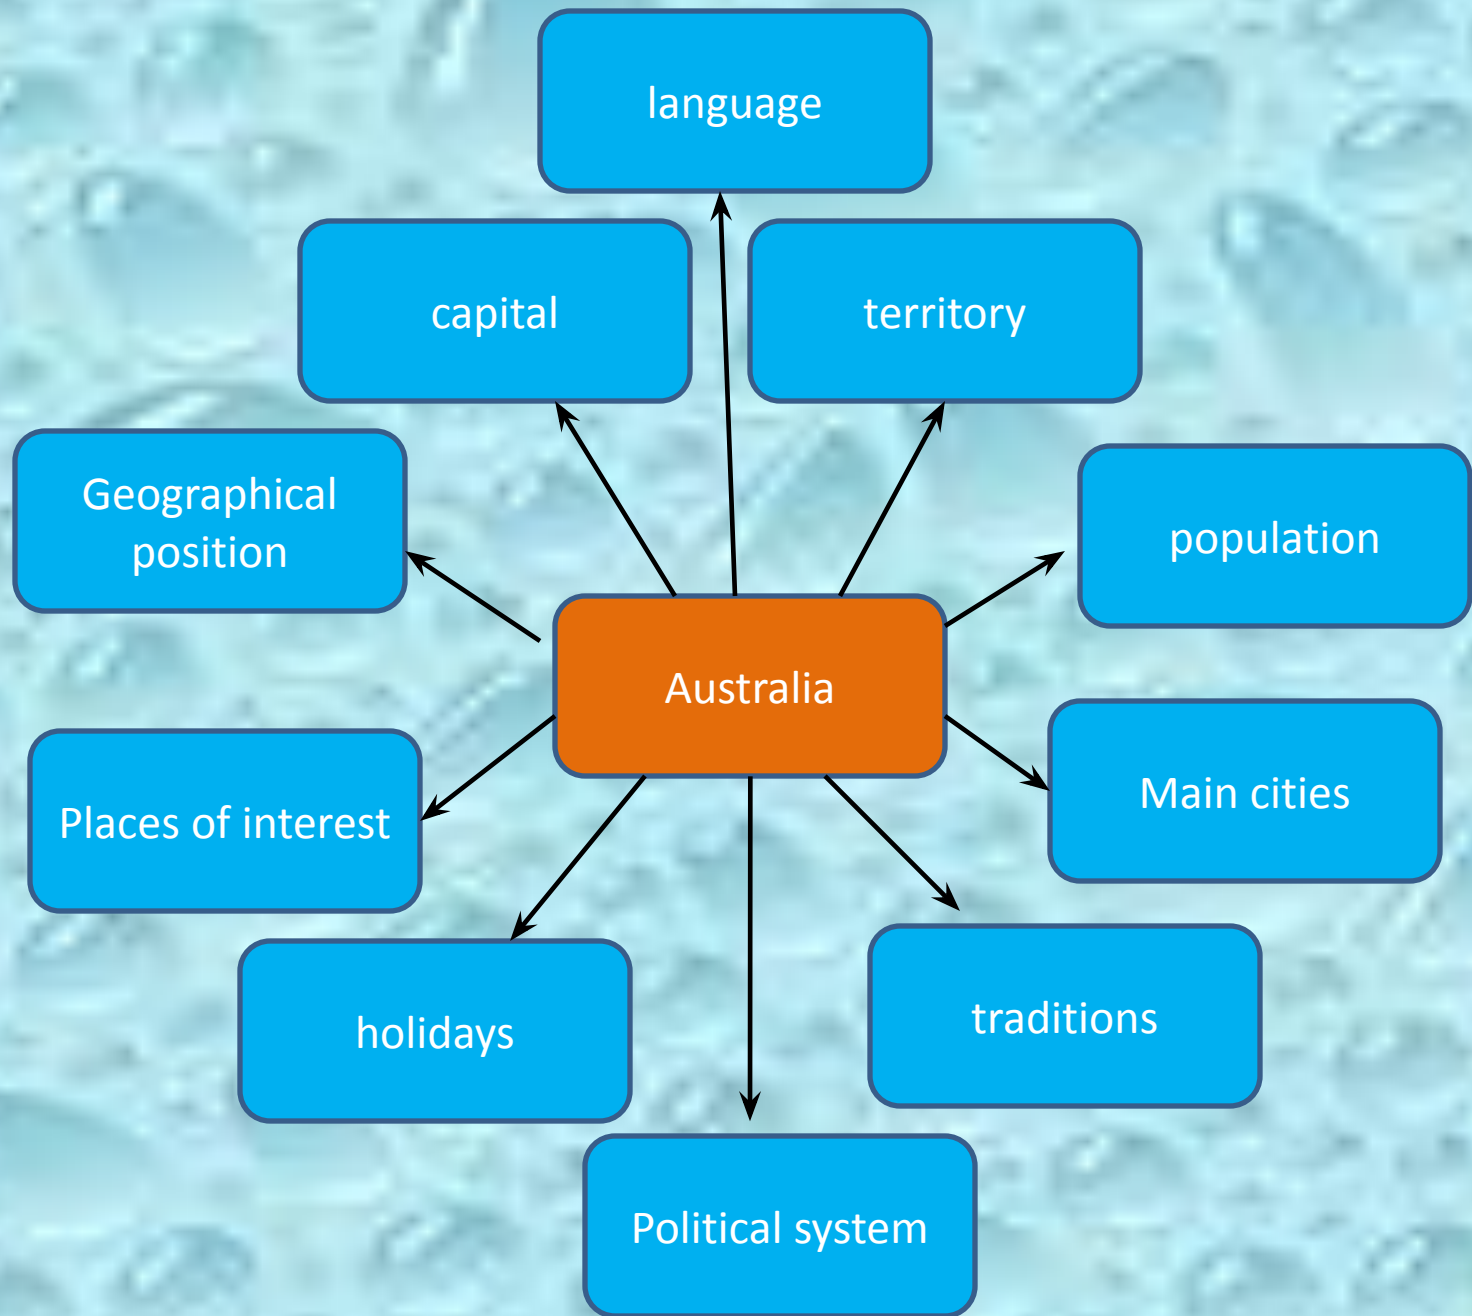 language
capital
territory
Geographical
position
population
Australia
Places of interest
Main cities
holidays
traditions
Political system